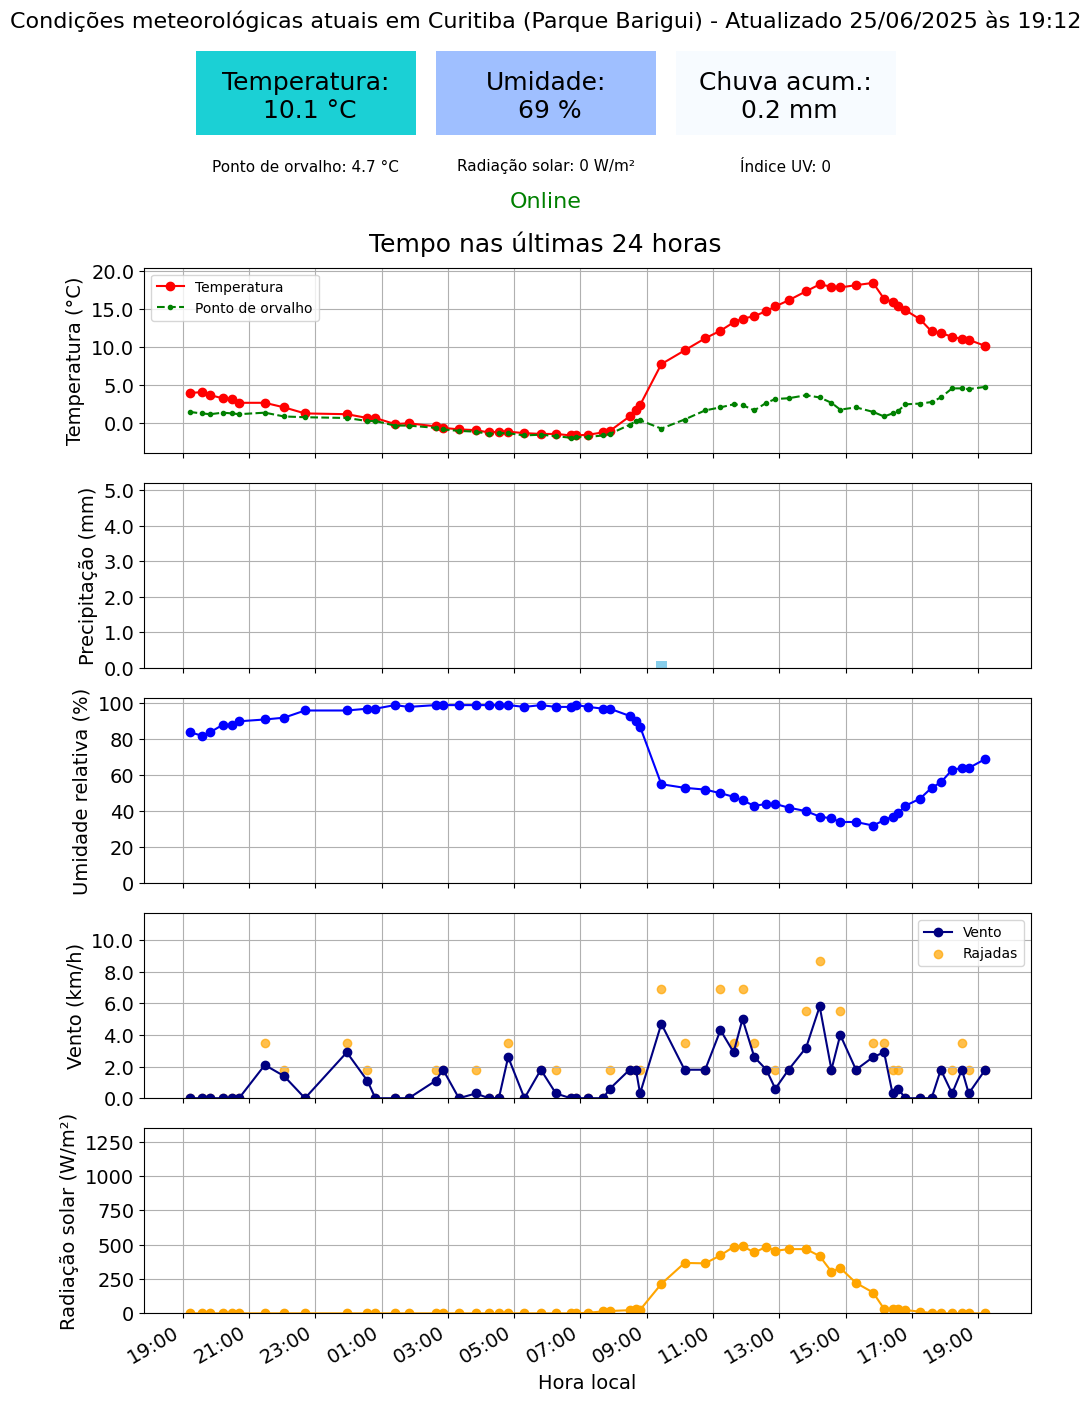 Condições meteorológicas atuais em Curitiba (Parque Barigui) - Atualizado 25/06/2025 às 19:12
Temperatura:
10.1 °C
Umidade:
69 %
Chuva acum.:
0.2 mm
Ponto de orvalho: 4.7 °C
Radiação solar: 0 W/m²
Índice UV: 0
Online
Tempo nas últimas 24 horas
Temperatura (°C)
20.0
15.0
10.0
5.0
0.0
Temperatura
Ponto de orvalho
Precipitação (mm)
5.0
4.0
3.0
2.0
1.0
0.0
Umidade relativa (%)
100
80
60
40
20
0
Vento (km/h)
10.0
8.0
6.0
4.0
2.0
0.0
Vento
Rajadas
Radiação solar (W/m²)
1250
1000
750
500
250
0
19:00
21:00
23:00
01:00
03:00
05:00
07:00
09:00
11:00
13:00
15:00
17:00
19:00
Hora local